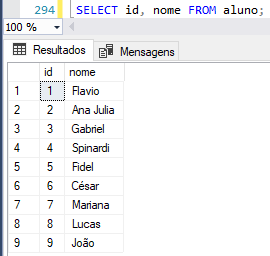 294 SELECT id, nome FROM aluno;
100 %
Resultados Mensagens
id nome
1 1 Flavio
2 2 Ana Julia
3 3 Gabriel
4 4 Spinardi
5 5 Fidel
6 6 César
7 7 Mariana
8 8 Lucas
9 9 João